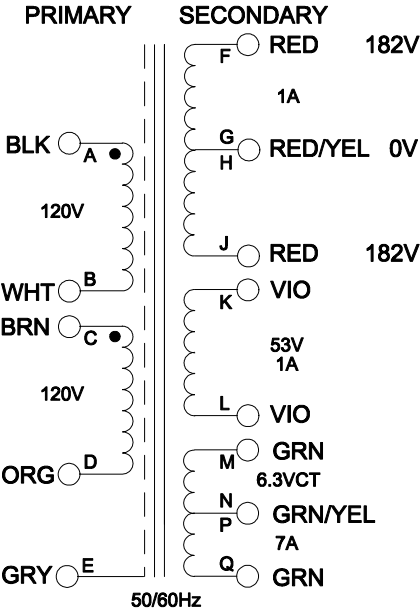 PRIMARY SECONDARY
F RED 182V
1A
BLK A
G RED/YEL 0V
H
120V
J RED 182V
WHT B
K VIO
BRN C
53V
1A
120V
L VIO
ORG D
M GRN
6.3VCT
N GRN/YEL
P
7A
GRY E
Q GRN
50/60Hz